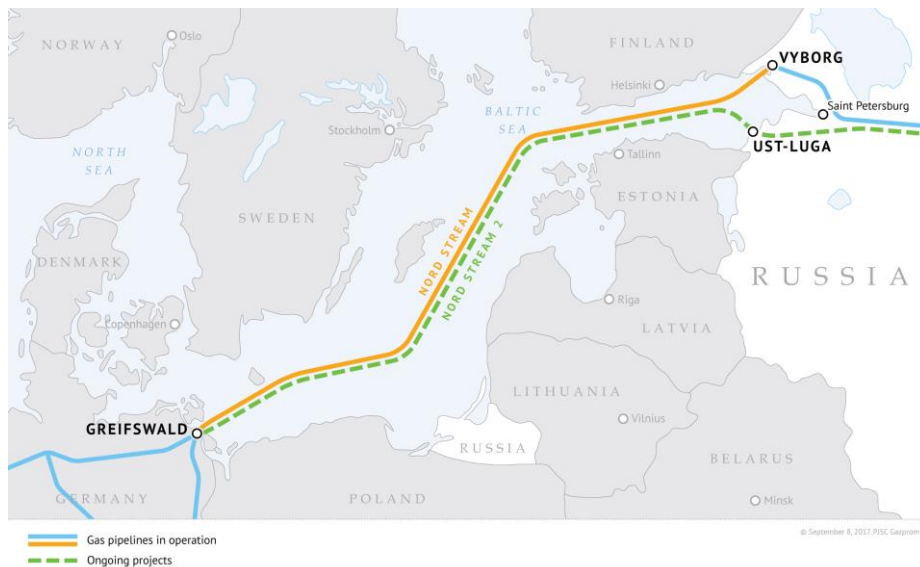 NORWAY
Oslo
FINLAND
VYBORG
Helsinki
Saint Petersburg
BALTIC
SEA
Stockholm
UST-LUGA
NORTH
SEA
Tallinn
ESTONIA
SWEDEN
NORD STREAM
NORD STREAM 2
DENMARK
RUSSIA
Copenhagen
Riga
LATVIA
LITHUANIA
GREIFSWALD
Vilnius
RUSSIA
BELARUS
GERMANY
POLAND
Minsk
Gas pipelines in operation
© September 8, 2017. PJSC Gazprom
Ongoing projects